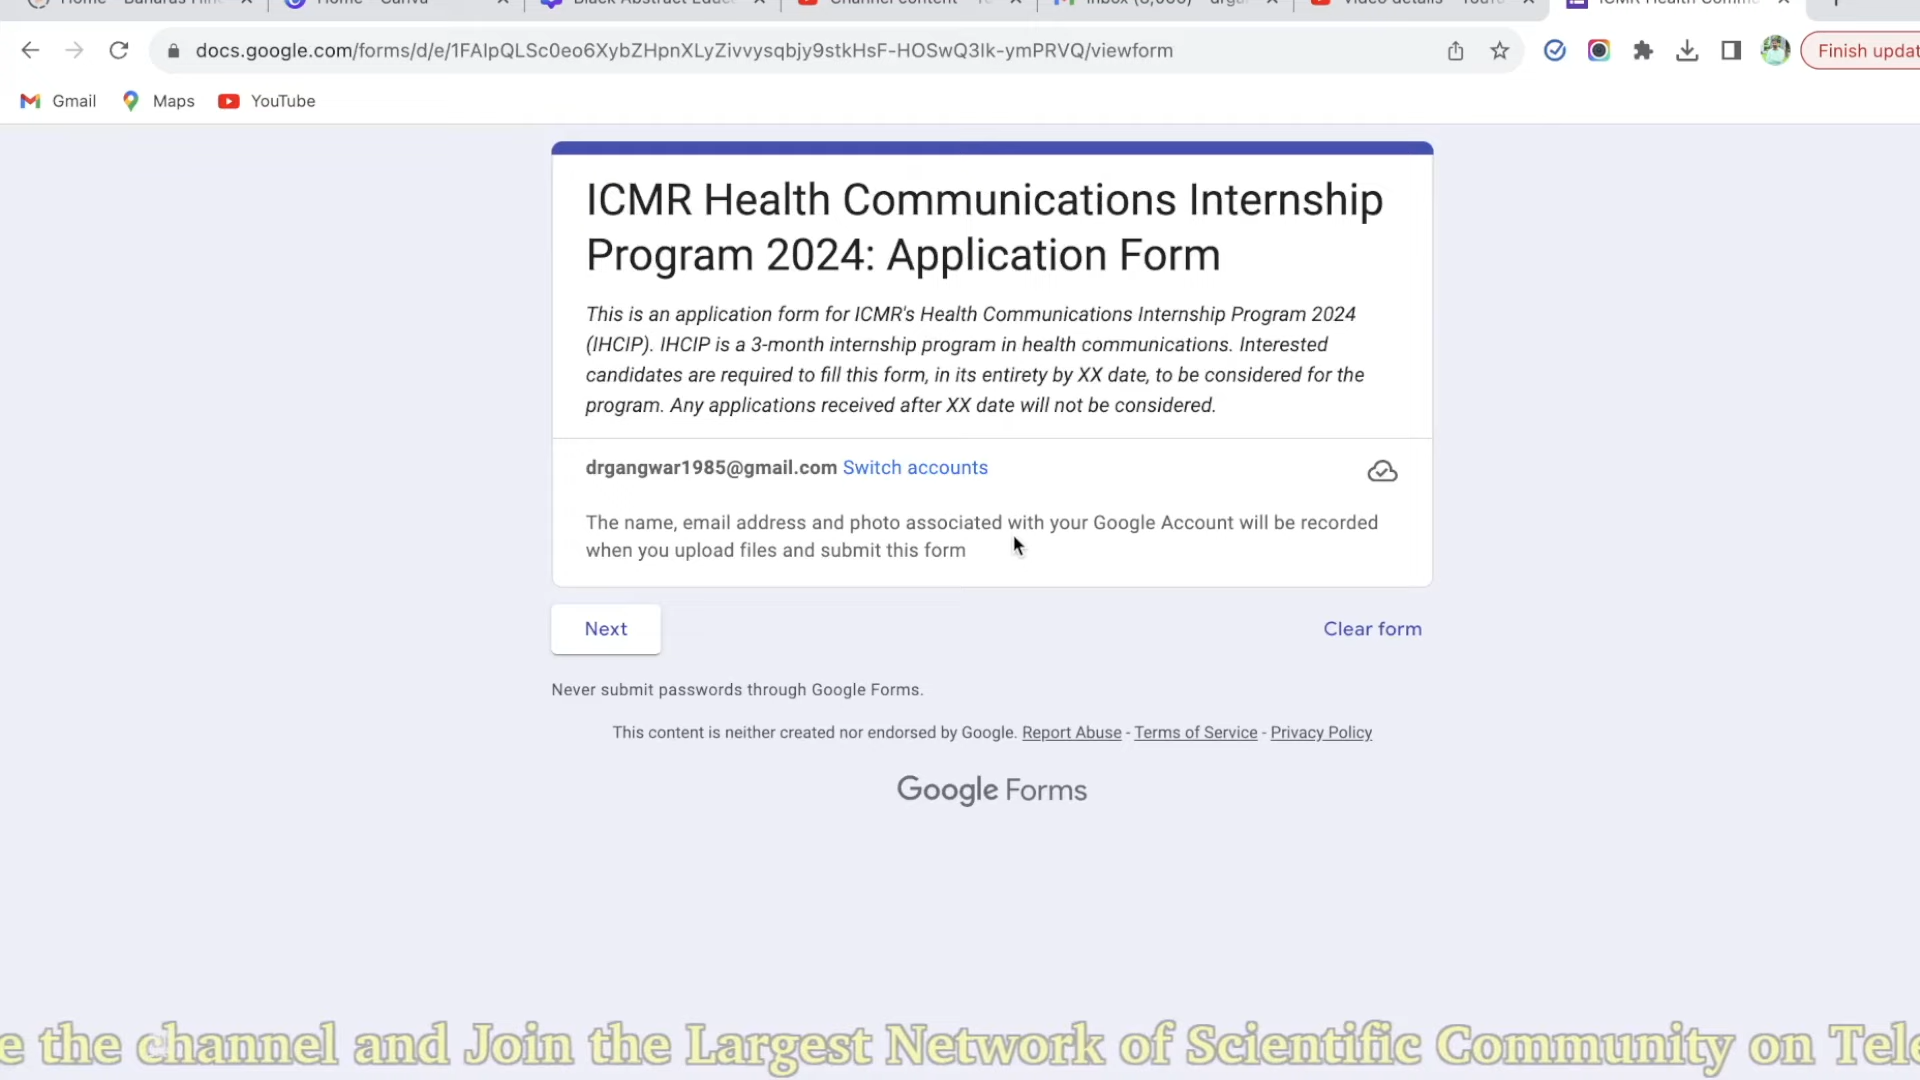 docs.google.com/forms/d/e/1FAIpQLSc0eo6XybZHpnXLyZivvysqbjy9stkHsF-HOSwQ3Ik-ymPRVQ/viewform
Finish updat
Gmail Maps YouTube
ICMR Health Communications Internship
Program 2024: Application Form
This is an application form for ICMR's Health Communications Internship Program 2024
(IHCIP). IHCIP is a 3-month internship program in health communications. Interested
candidates are required to fill this form, in its entirety by XX date, to be considered for the
program. Any applications received after XX date will not be considered.
drgangwar1985@gmail.com Switch accounts
The name, email address and photo associated with your Google Account will be recorded
when you upload files and submit this form
Next Clear form
Never submit passwords through Google Forms.
This content is neither created nor endorsed by Google. Report Abuse - Terms of Service - Privacy Policy
Google Forms
e the channel and Join the Largest Network of Scientific Community on Tele